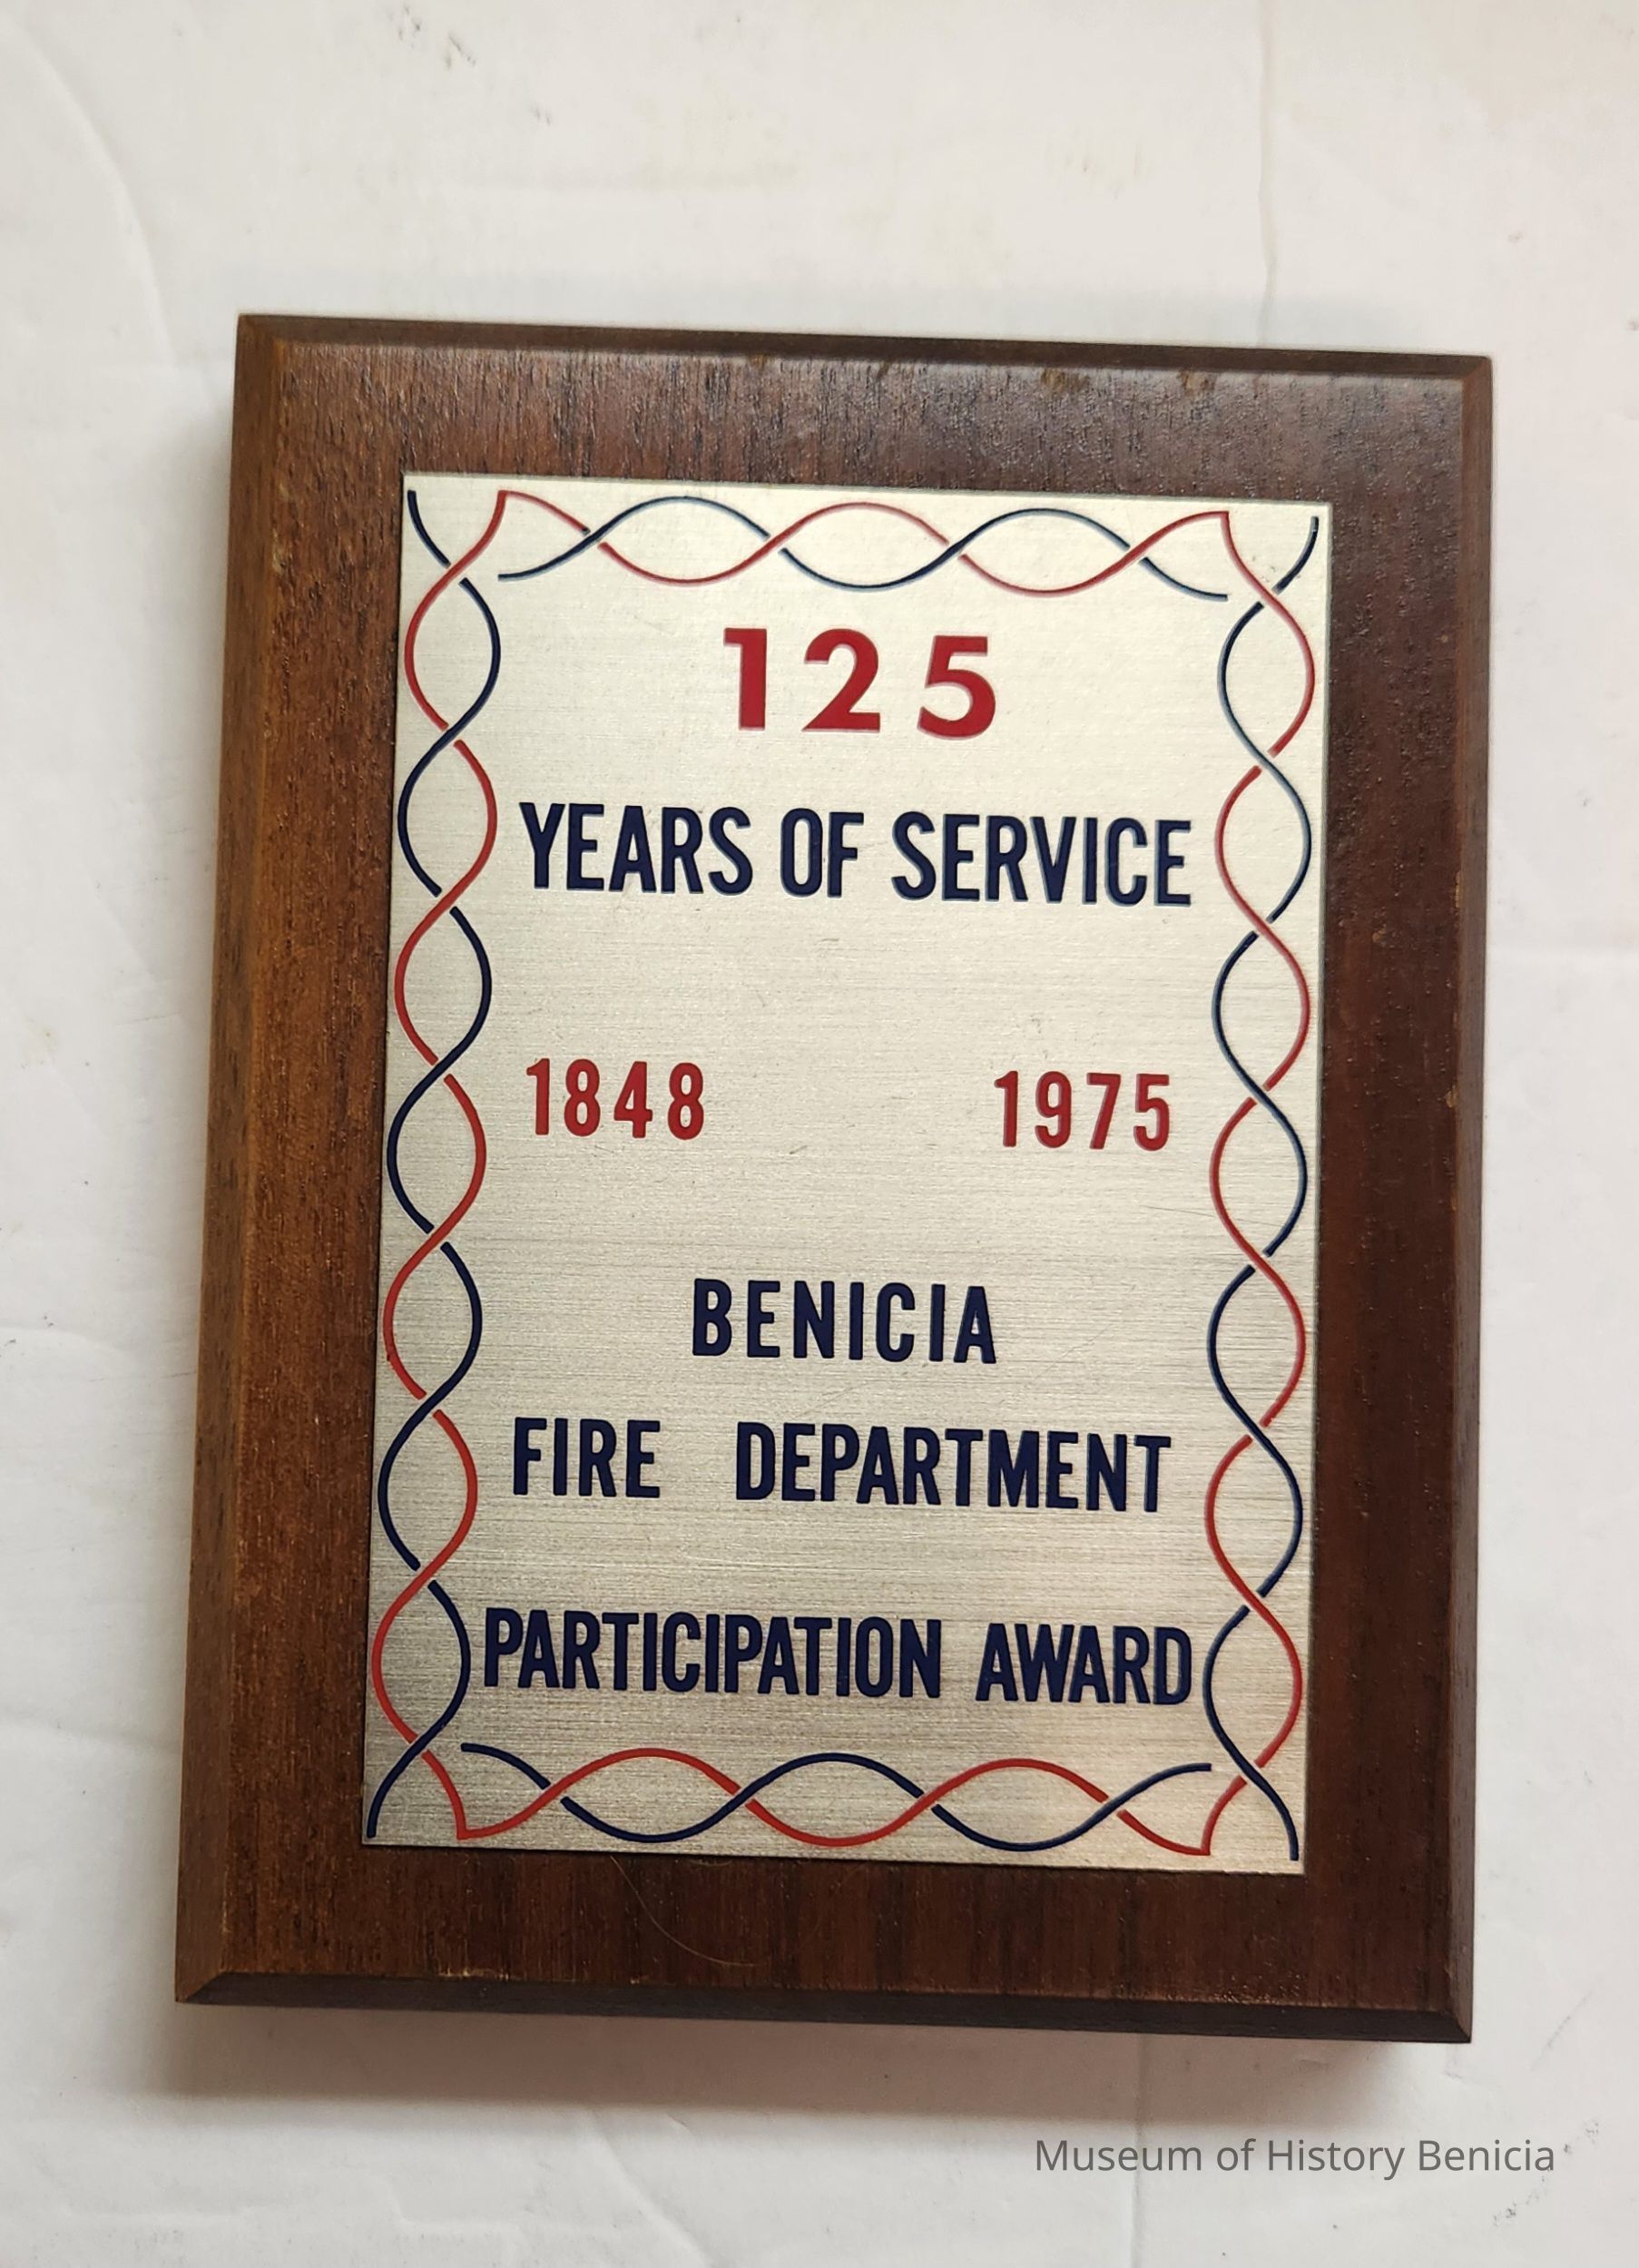 125
YEARS OF SERVICE
1848 1975
BENICIA
FIRE DEPARTMENT
PARTICIPATION AWARD
Museum of History Benicia